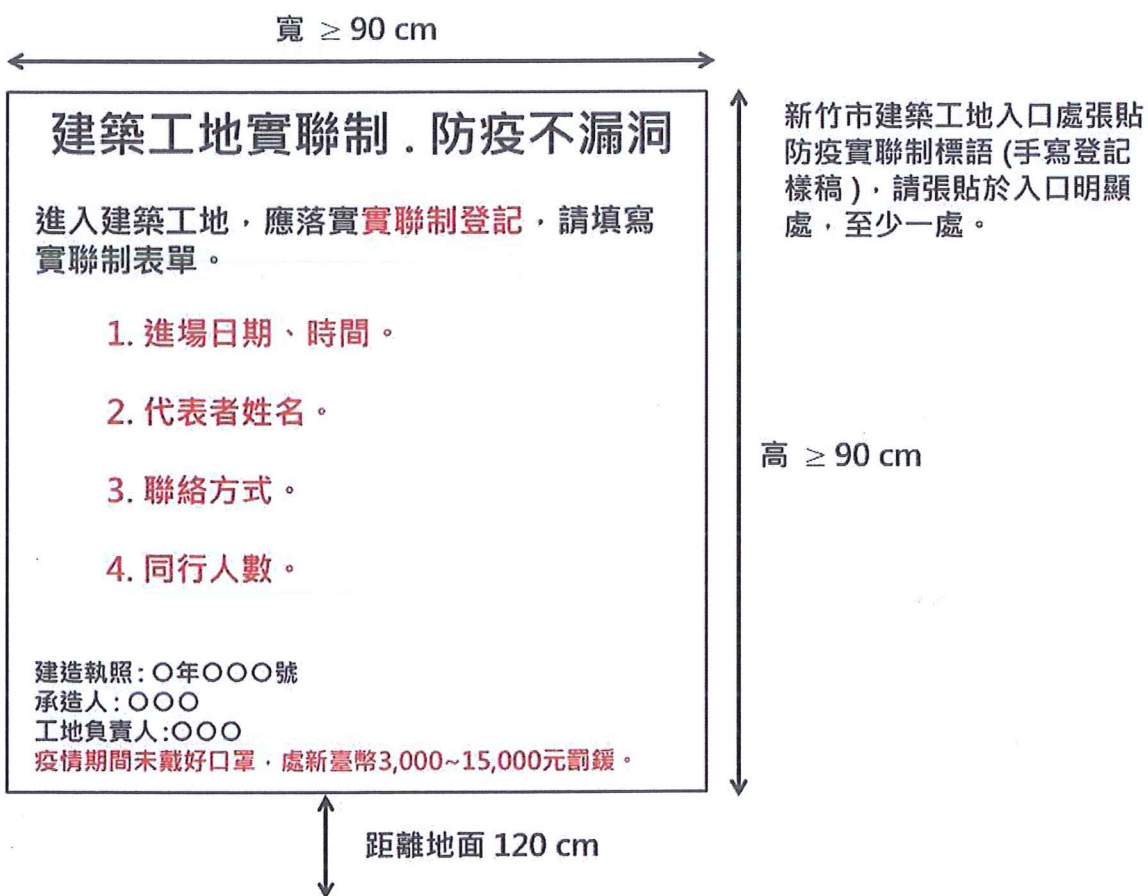 寬 ≥ 90 cm
建築工地實聯制.防疫不漏洞
進入建築工地,應落實實聯制登記,請填寫
實聯制表單。
1. 進場日期、時間。
2. 代表者姓名。
3. 聯絡方式。
4. 同行人數。
建造執照: ○年○○○號
承造人: ○○○
工地負責人:○○○
疫情期間未戴好口罩,處新臺幣3,000~15,000元罰鍰。
新竹市建築工地入口處張貼
防疫實聯制標語 (手寫登記
樣稿 ),請張貼於入口明顯
處,至少一處。
高 ≥ 90 cm
距離地面 120 cm